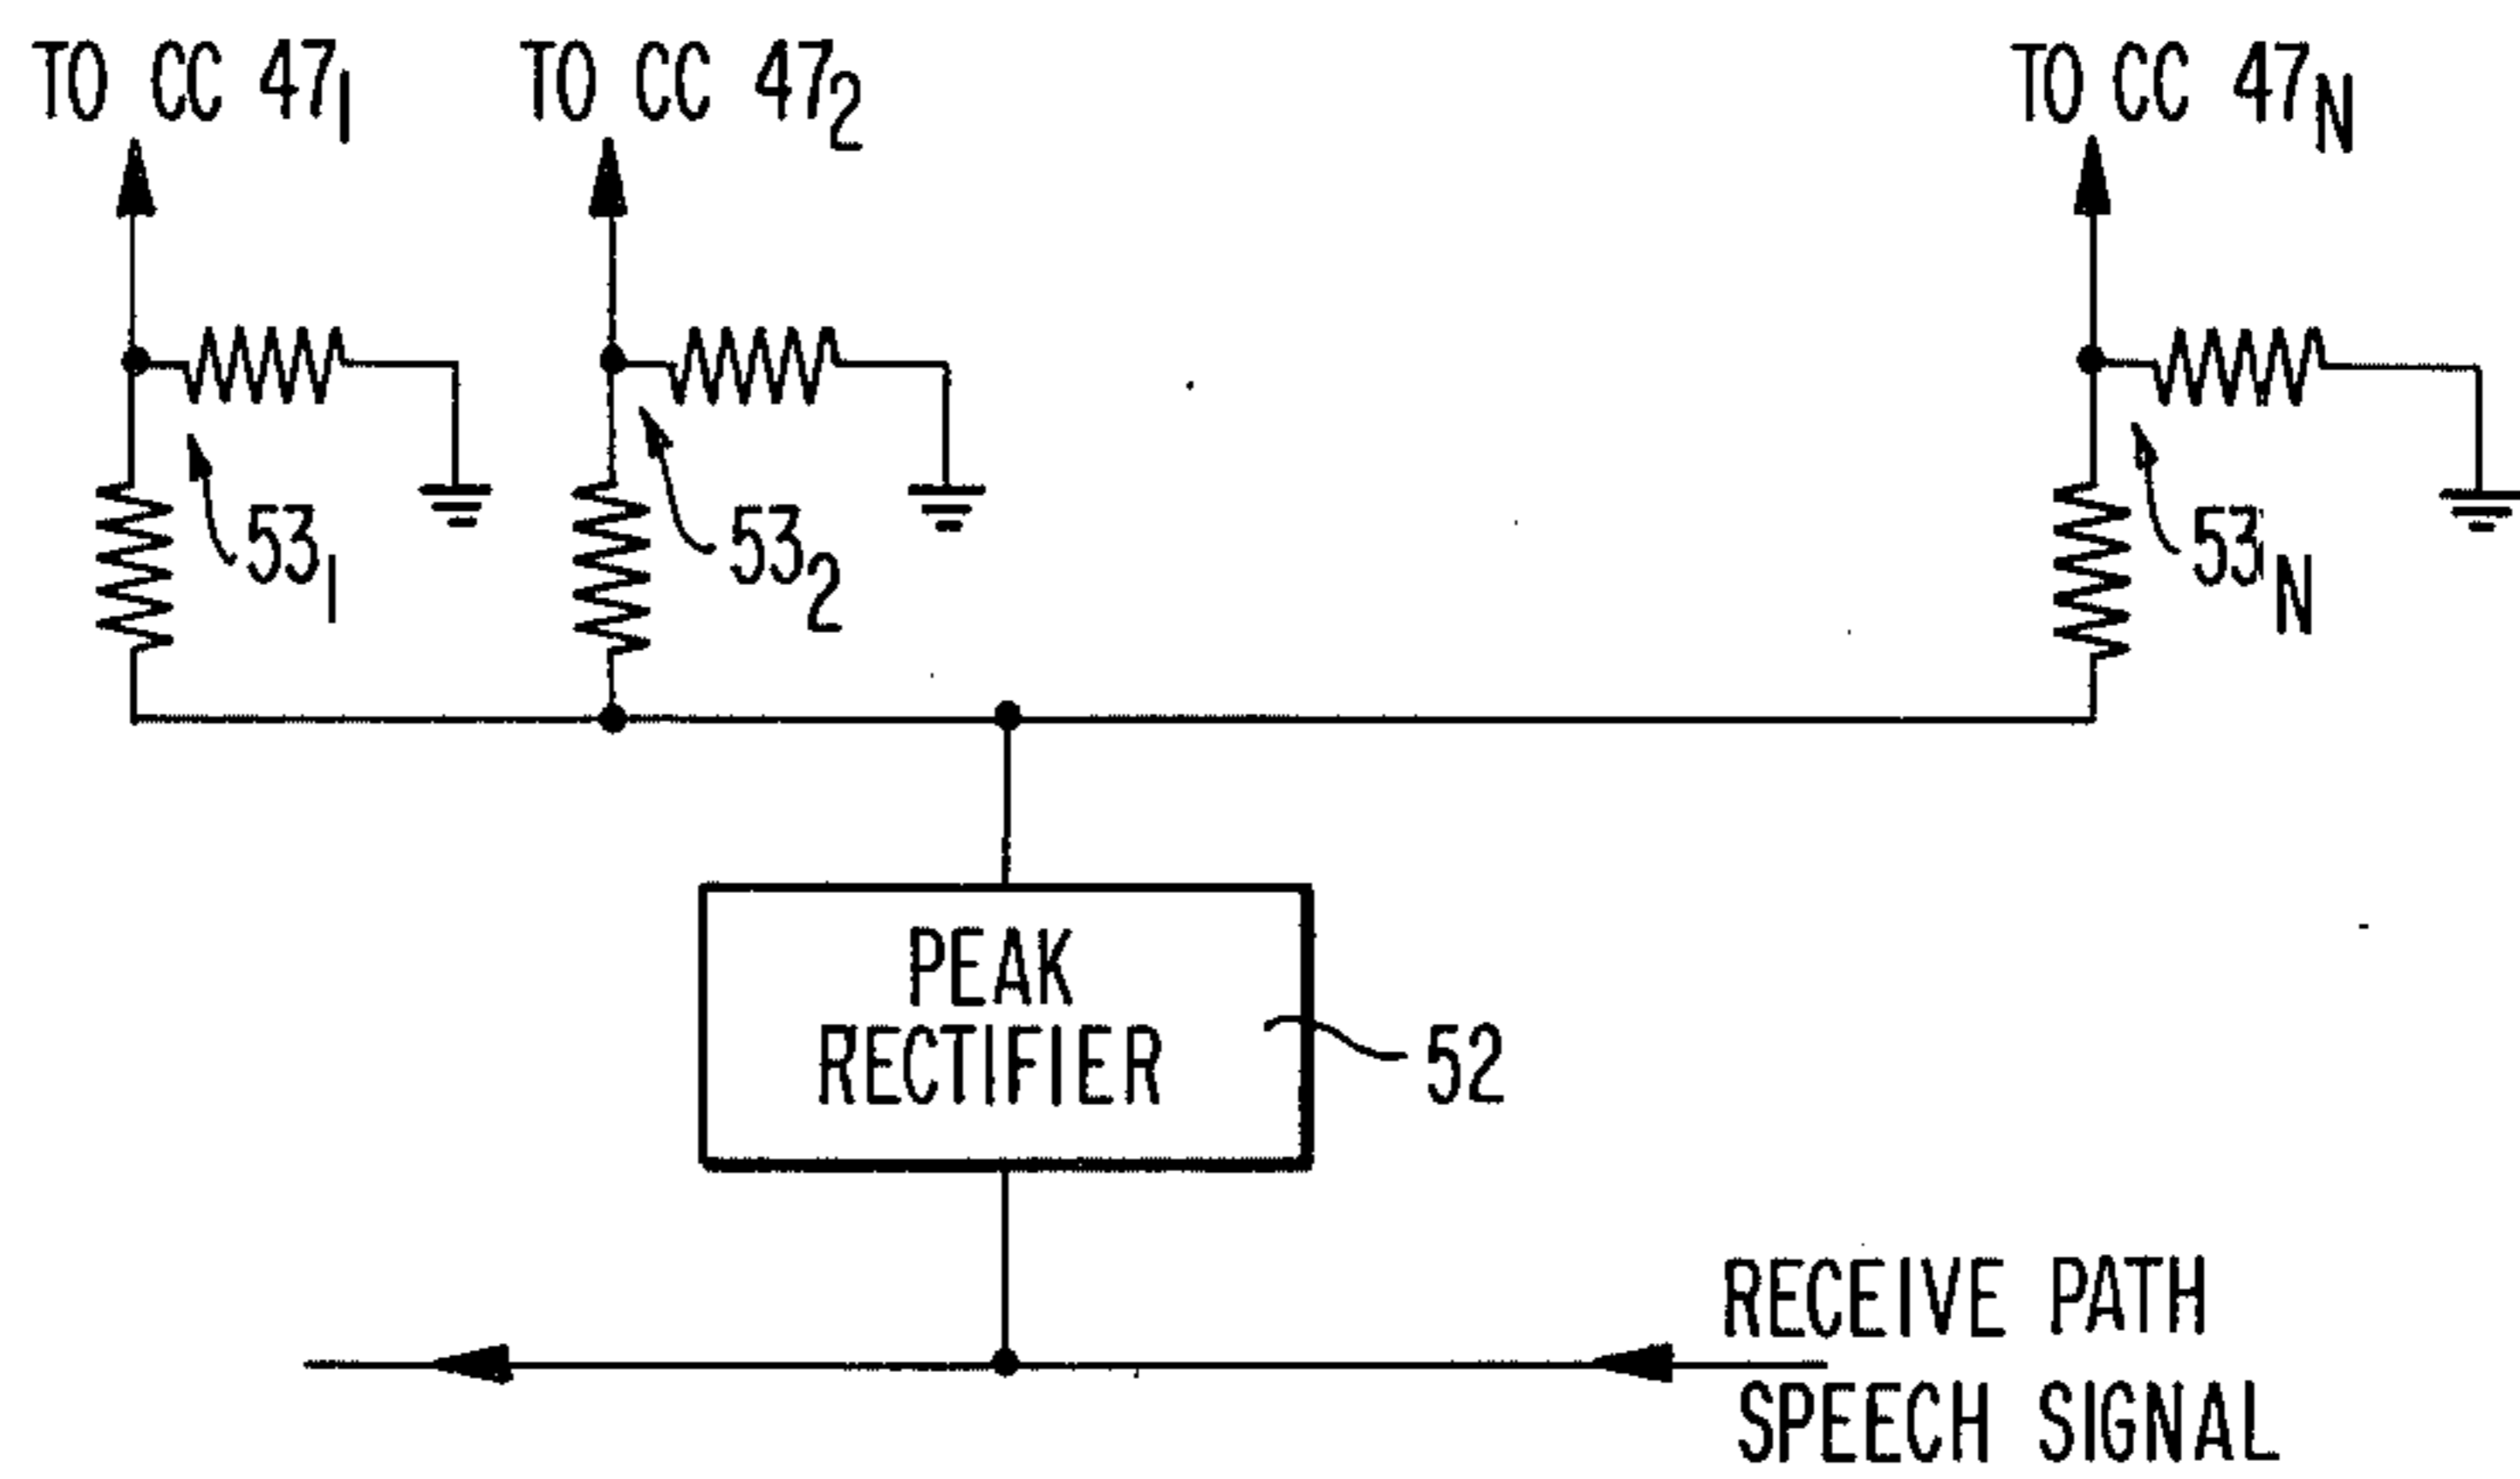 TO CC 47₁
TO CC 47₂
TO CC 47N
53₁
53₂
53N
PEAK
RECTIFIER
52
RECEIVE PATH
SPEECH SIGNAL